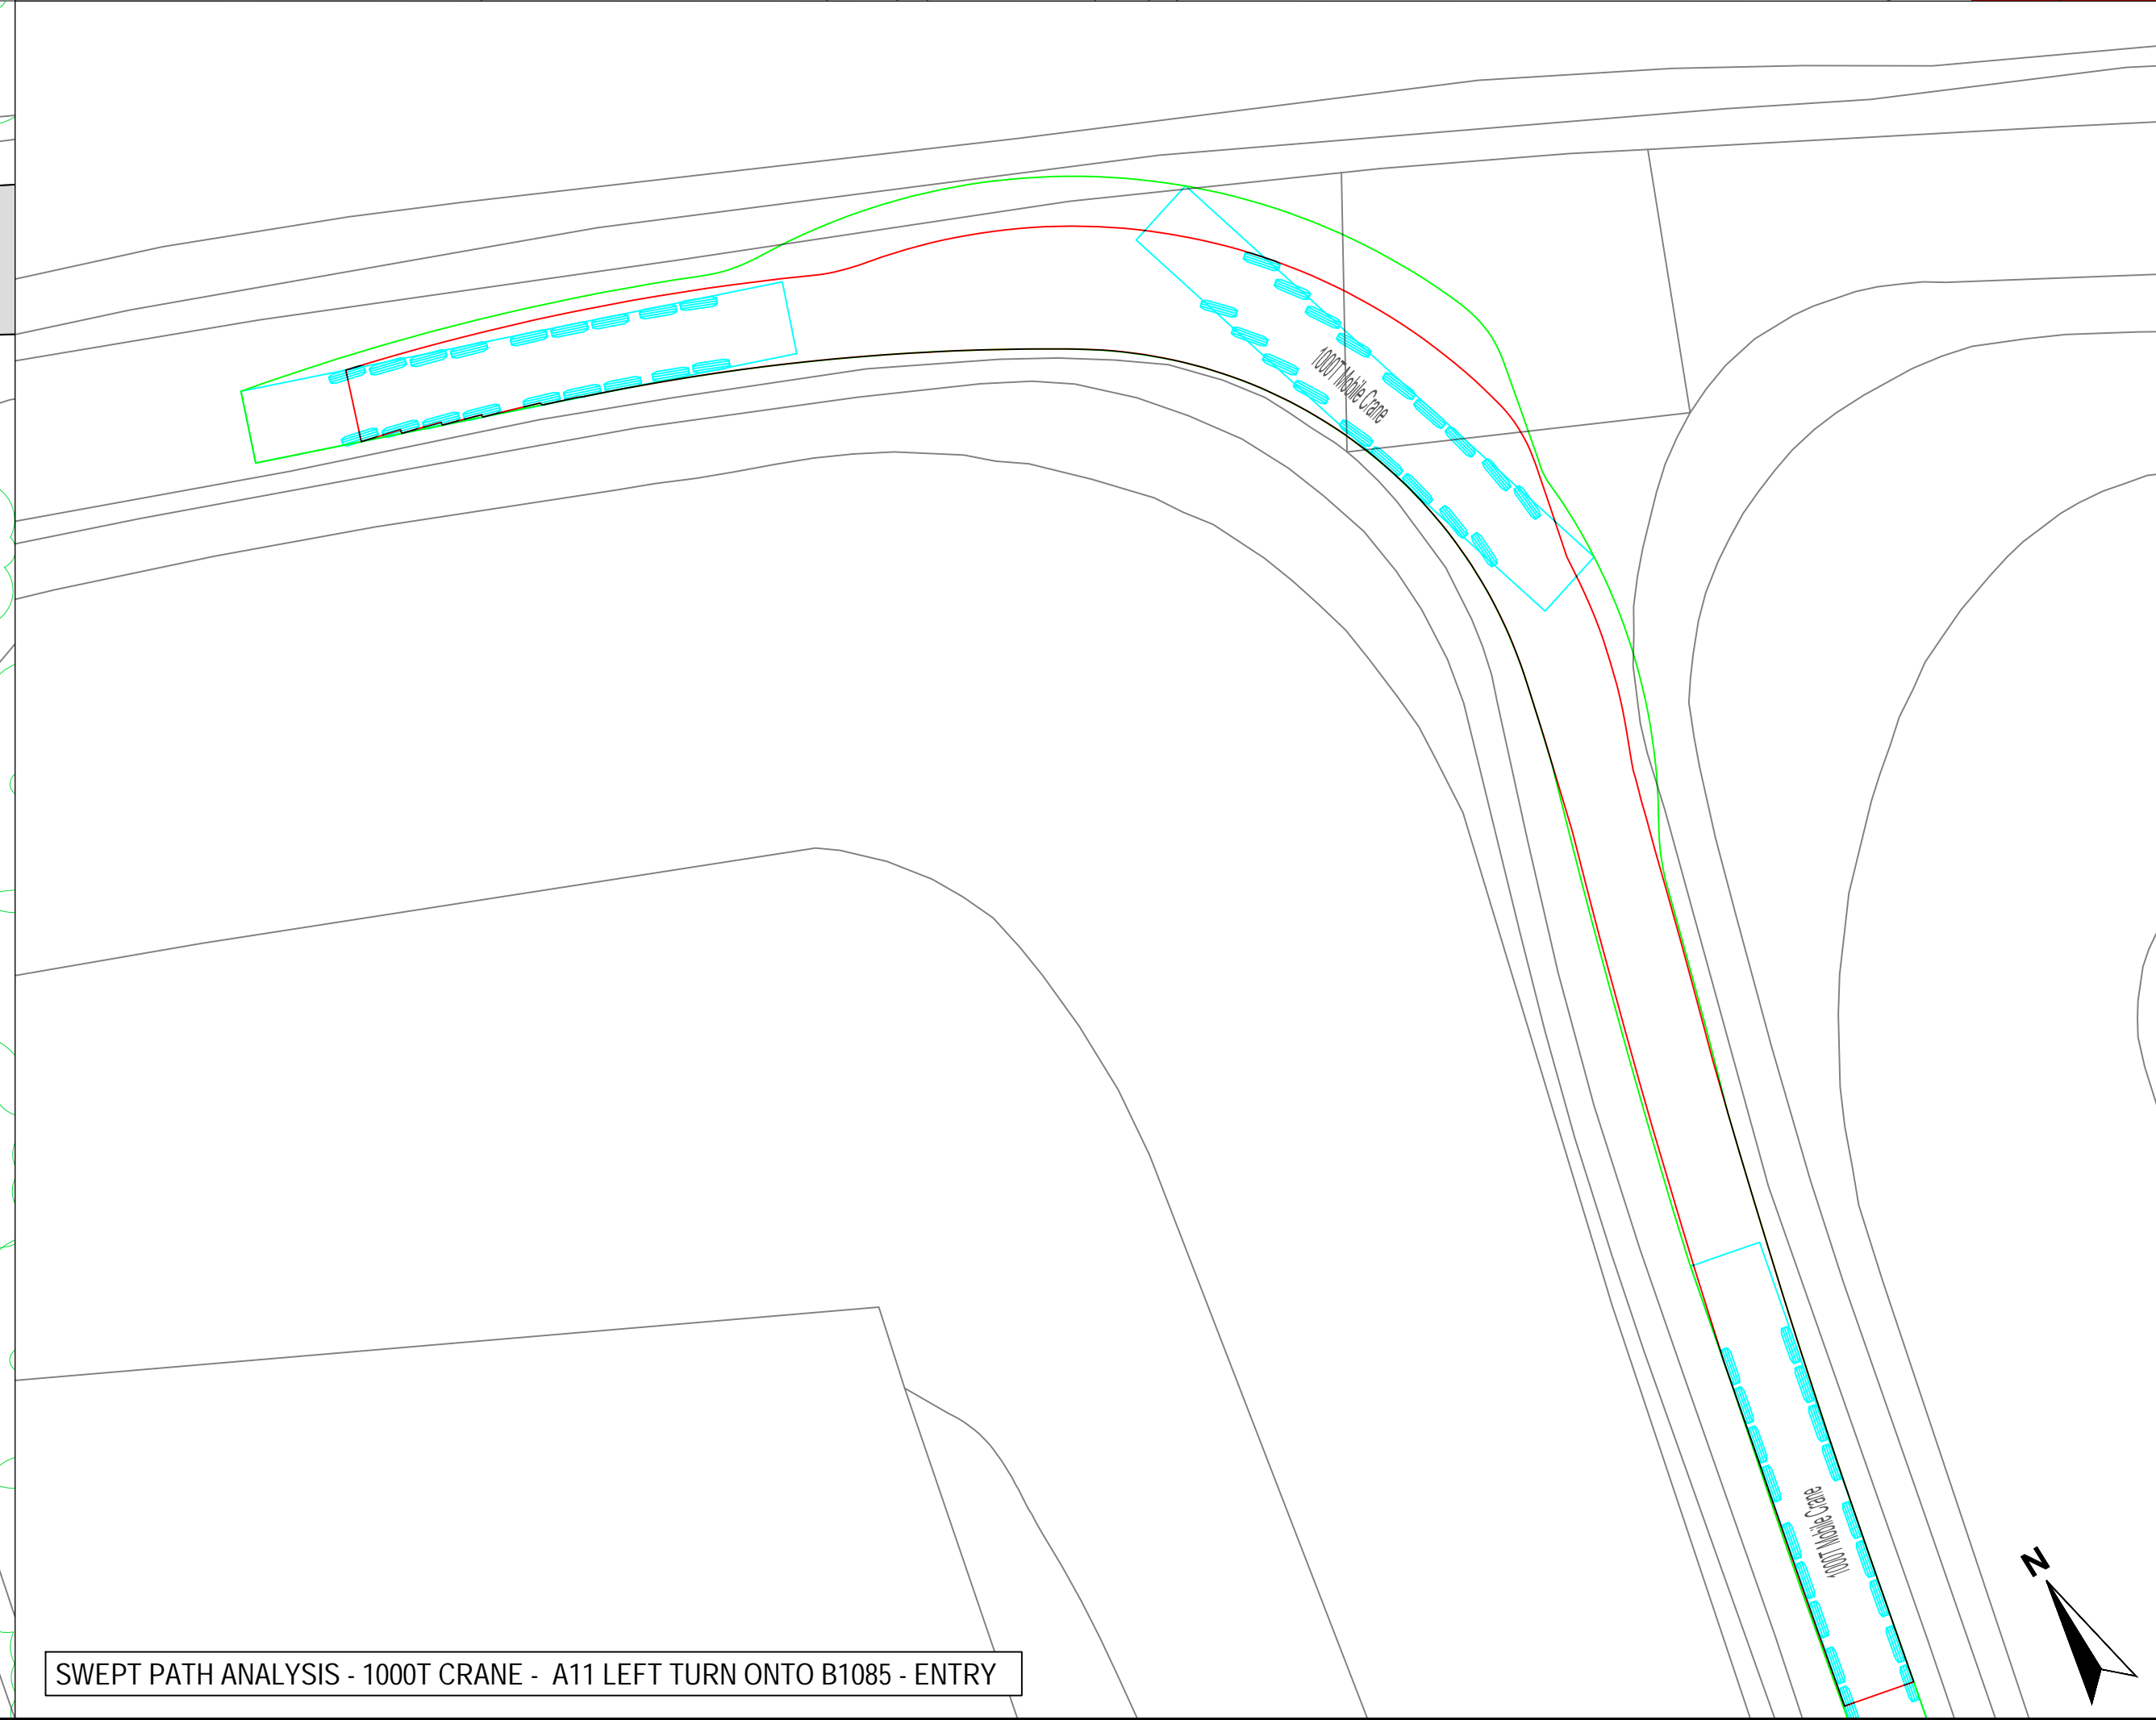 1000T Mobile Crane
1000T Mobile Crane
N
SWEPT PATH ANALYSIS - 1000T CRANE - A11 LEFT TURN ONTO B1085 - ENTRY